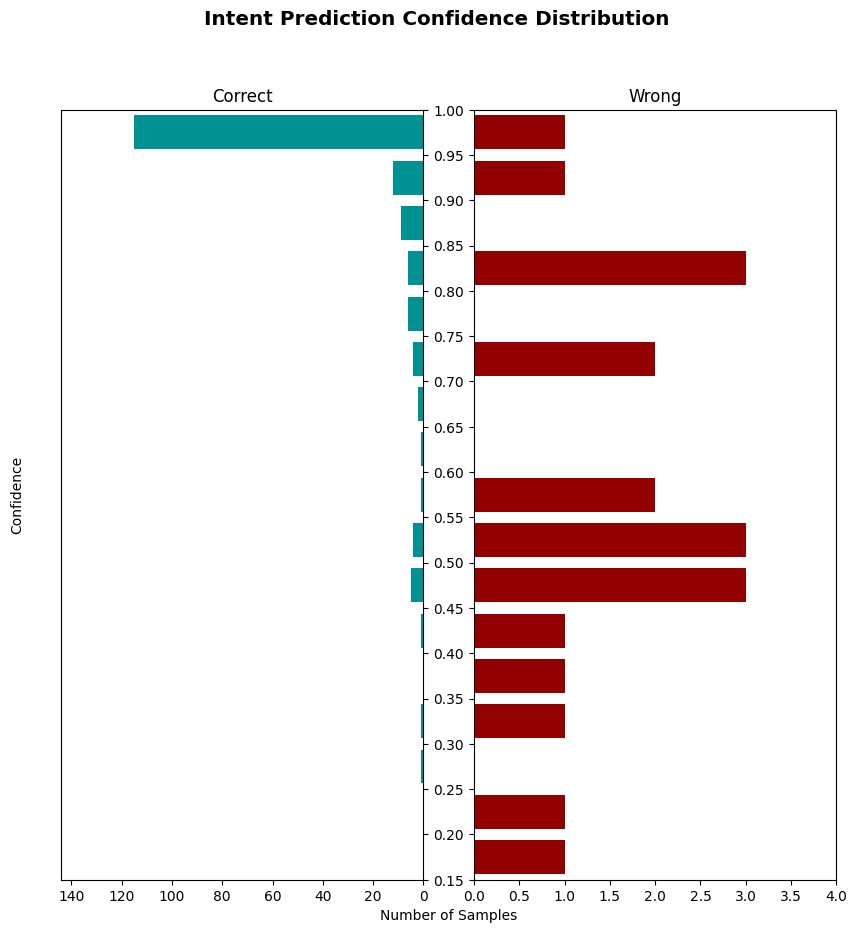 Intent Prediction Confidence Distribution
Correct
Wrong
1.00
0.95
0.90
0.85
0.80
0.75
0.70
0.65
0.60
0.55
0.50
0.45
0.40
0.35
0.30
0.25
0.20
0.15
Confidence
140 120 100 80 60 40 20 0
0.0 0.5 1.0 1.5 2.0 2.5 3.0 3.5 4.0
Number of Samples